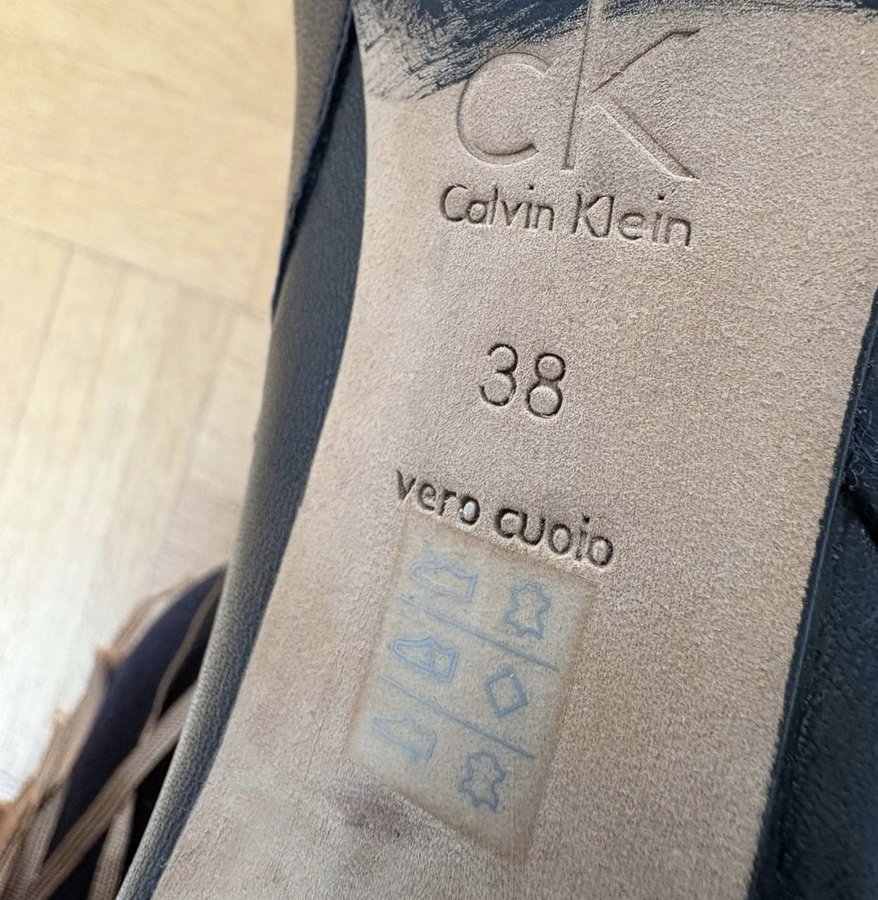 cK
Calvin Klein
38
vero cuoio